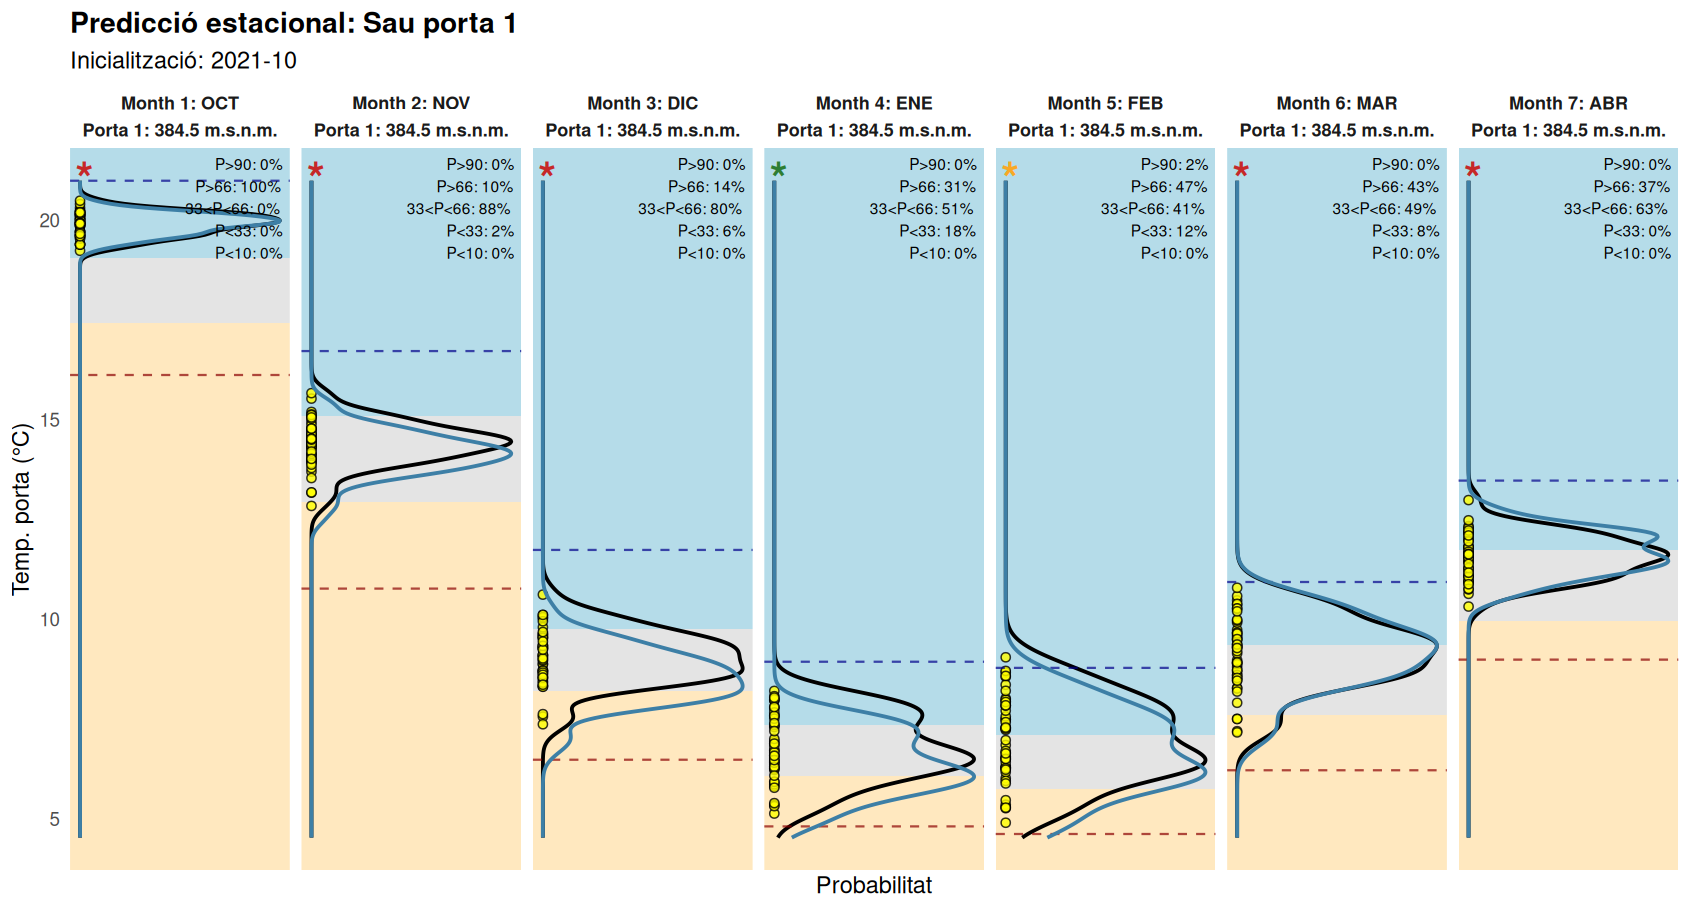 Predicció estacional: Sau porta 1
Inicialització: 2021-10
Month 1: OCT
Porta 1: 384.5 m.s.n.m.
Month 2: NOV
Porta 1: 384.5 m.s.n.m.
Month 3: DIC
Porta 1: 384.5 m.s.n.m.
Month 4: ENE
Porta 1: 384.5 m.s.n.m.
Month 5: FEB
Porta 1: 384.5 m.s.n.m.
Month 6: MAR
Porta 1: 384.5 m.s.n.m.
Month 7: ABR
Porta 1: 384.5 m.s.n.m.
*
P>90: 0%
P>66: 100%
33<P<66: 0%
P<33: 0%
P<10: 0%
*
P>90: 0%
P>66: 10%
33<P<66: 88%
P<33: 2%
P<10: 0%
*
P>90: 0%
P>66: 14%
33<P<66: 80%
P<33: 6%
P<10: 0%
*
P>90: 0%
P>66: 31%
33<P<66: 51%
P<33: 18%
P<10: 0%
*
P>90: 2%
P>66: 47%
33<P<66: 41%
P<33: 12%
P<10: 0%
*
P>90: 0%
P>66: 43%
33<P<66: 49%
P<33: 8%
P<10: 0%
*
P>90: 0%
P>66: 37%
33<P<66: 63%
P<33: 0%
P<10: 0%
20
15
10
5
Temp. porta (°C)
Probabilitat